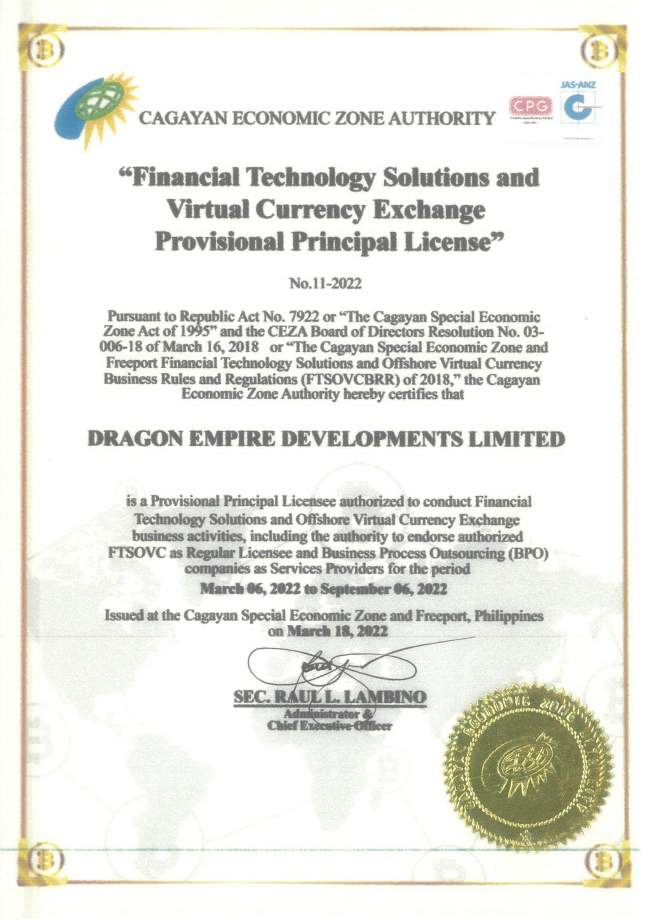 JAS-ANZ
CPG
CAGAYAN ECONOMIC ZONE AUTHORITY
“Financial Technology Solutions and
Virtual Currency Exchange
Provisional Principal License”
No.11-2022
Pursuant to Republic Act No. 7922 or “The Cagayan Special Economic
Zone Act of 1995” and the CEZA Board of Directors Resolution No. 03-
006-18 of March 16, 2018 or “The Cagayan Special Economic Zone and
Freeport Financial Technology Solutions and Offshore Virtual Currency
Business Rules and Regulations (FTSOVCBRR) of 2018,” the Cagayan
Economic Zone Authority hereby certifies that
DRAGON EMPIRE DEVELOPMENTS LIMITED
is a Provisional Principal Licensee authorized to conduct Financial
Technology Solutions and Offshore Virtual Currency Exchange
business activities, including the authority to endorse authorized
FTSOVC as Regular Licensee and Business Process Outsourcing (BPO)
companies as Services Providers for the period
March 06, 2022 to September 06, 2022
Issued at the Cagayan Special Economic Zone and Freeport, Philippines
on March 18, 2022
SEC. RAUL L. LAMBINO
Administrator &
Chief Executive Officer
ECONOMIC ZONE